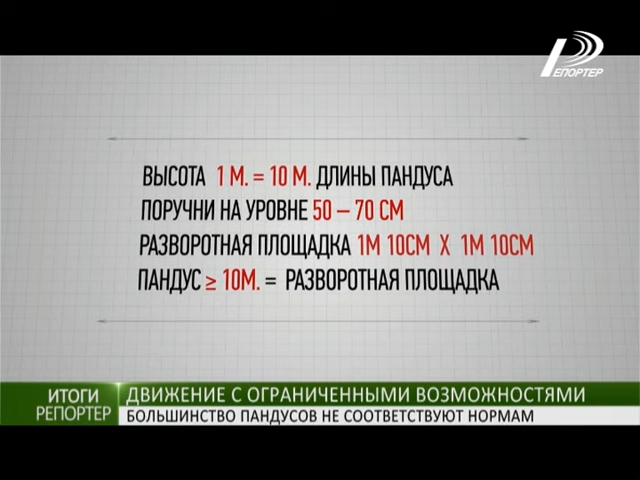 РЕПОРТЕР
ВЫСОТА 1 М. = 10 М. ДЛИНЫ ПАНДУСА
ПОРУЧНИ НА УРОВНЕ 50 – 70 СМ
РАЗВОРОТНАЯ ПЛОЩАДКА 1М 10СМ Х 1М 10СМ
ПАНДУС ≥ 10М. = РАЗВОРОТНАЯ ПЛОЩАДКА
ИТОГИ
РЕПОРТЕР
ДВИЖЕНИЕ С ОГРАНИЧЕННЫМИ ВОЗМОЖНОСТЯМИ
БОЛЬШИНСТВО ПАНДУСОВ НЕ СООТВЕТСТВУЮТ НОРМАМ